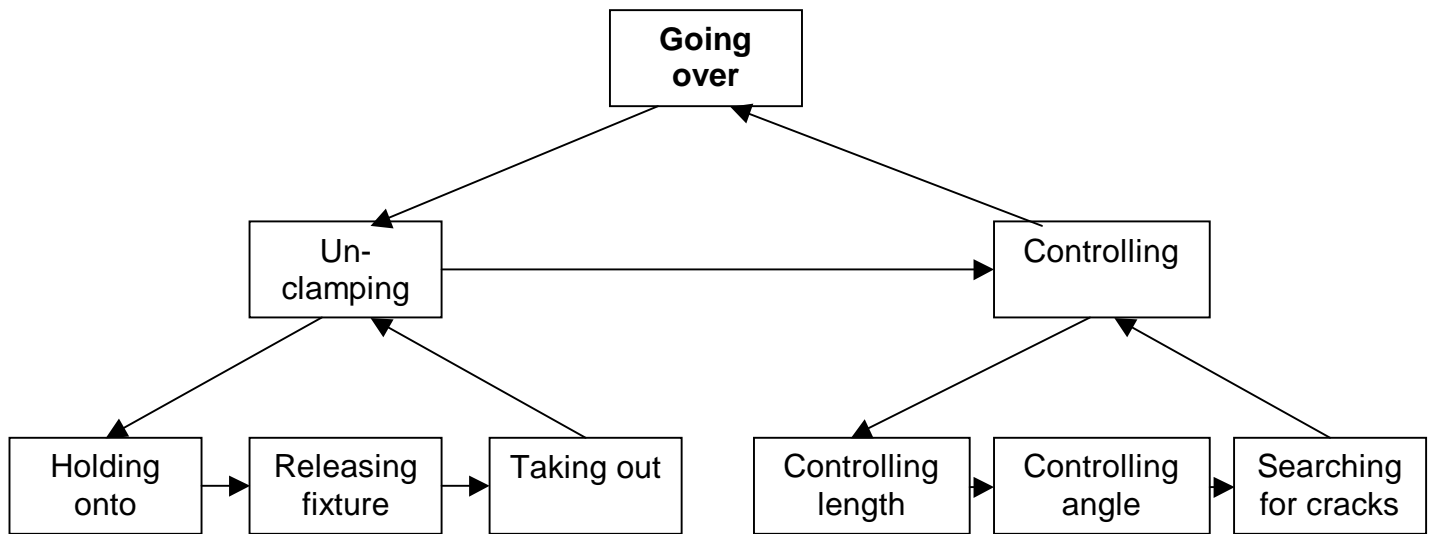 Going
over
Un-
clamping
Controlling
Holding
onto
Releasing
fixture
Taking out
Controlling
length
Controlling
angle
Searching
for cracks